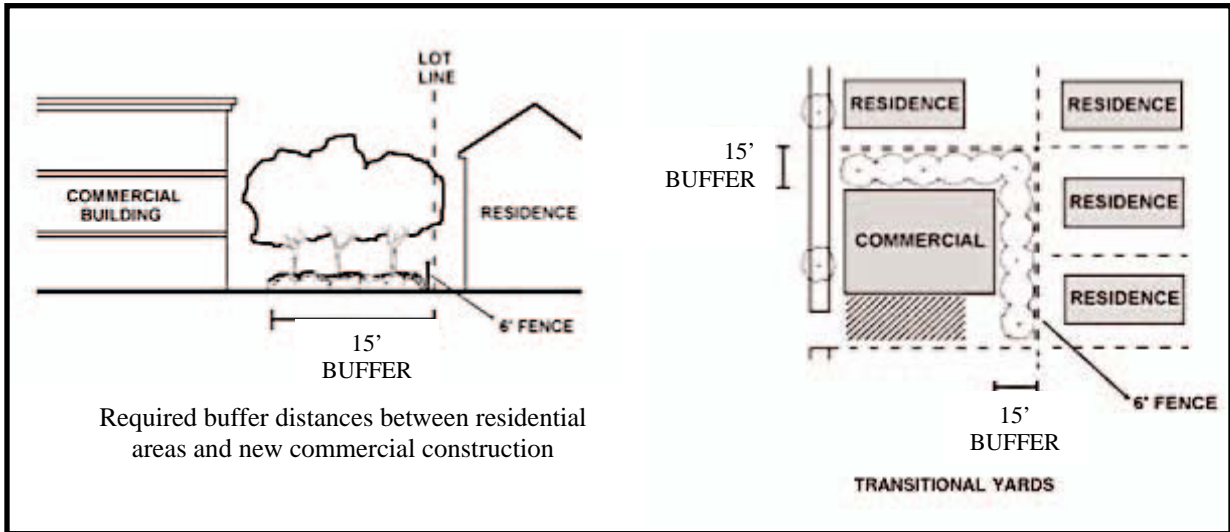 LOT
LINE
COMMERCIAL
BUILDING
RESIDENCE
6' FENCE
15’
BUFFER
Required buffer distances between residential
areas and new commercial construction
RESIDENCE
RESIDENCE
15’
BUFFER
RESIDENCE
COMMERCIAL
RESIDENCE
6' FENCE
15’
BUFFER
TRANSITIONAL YARDS